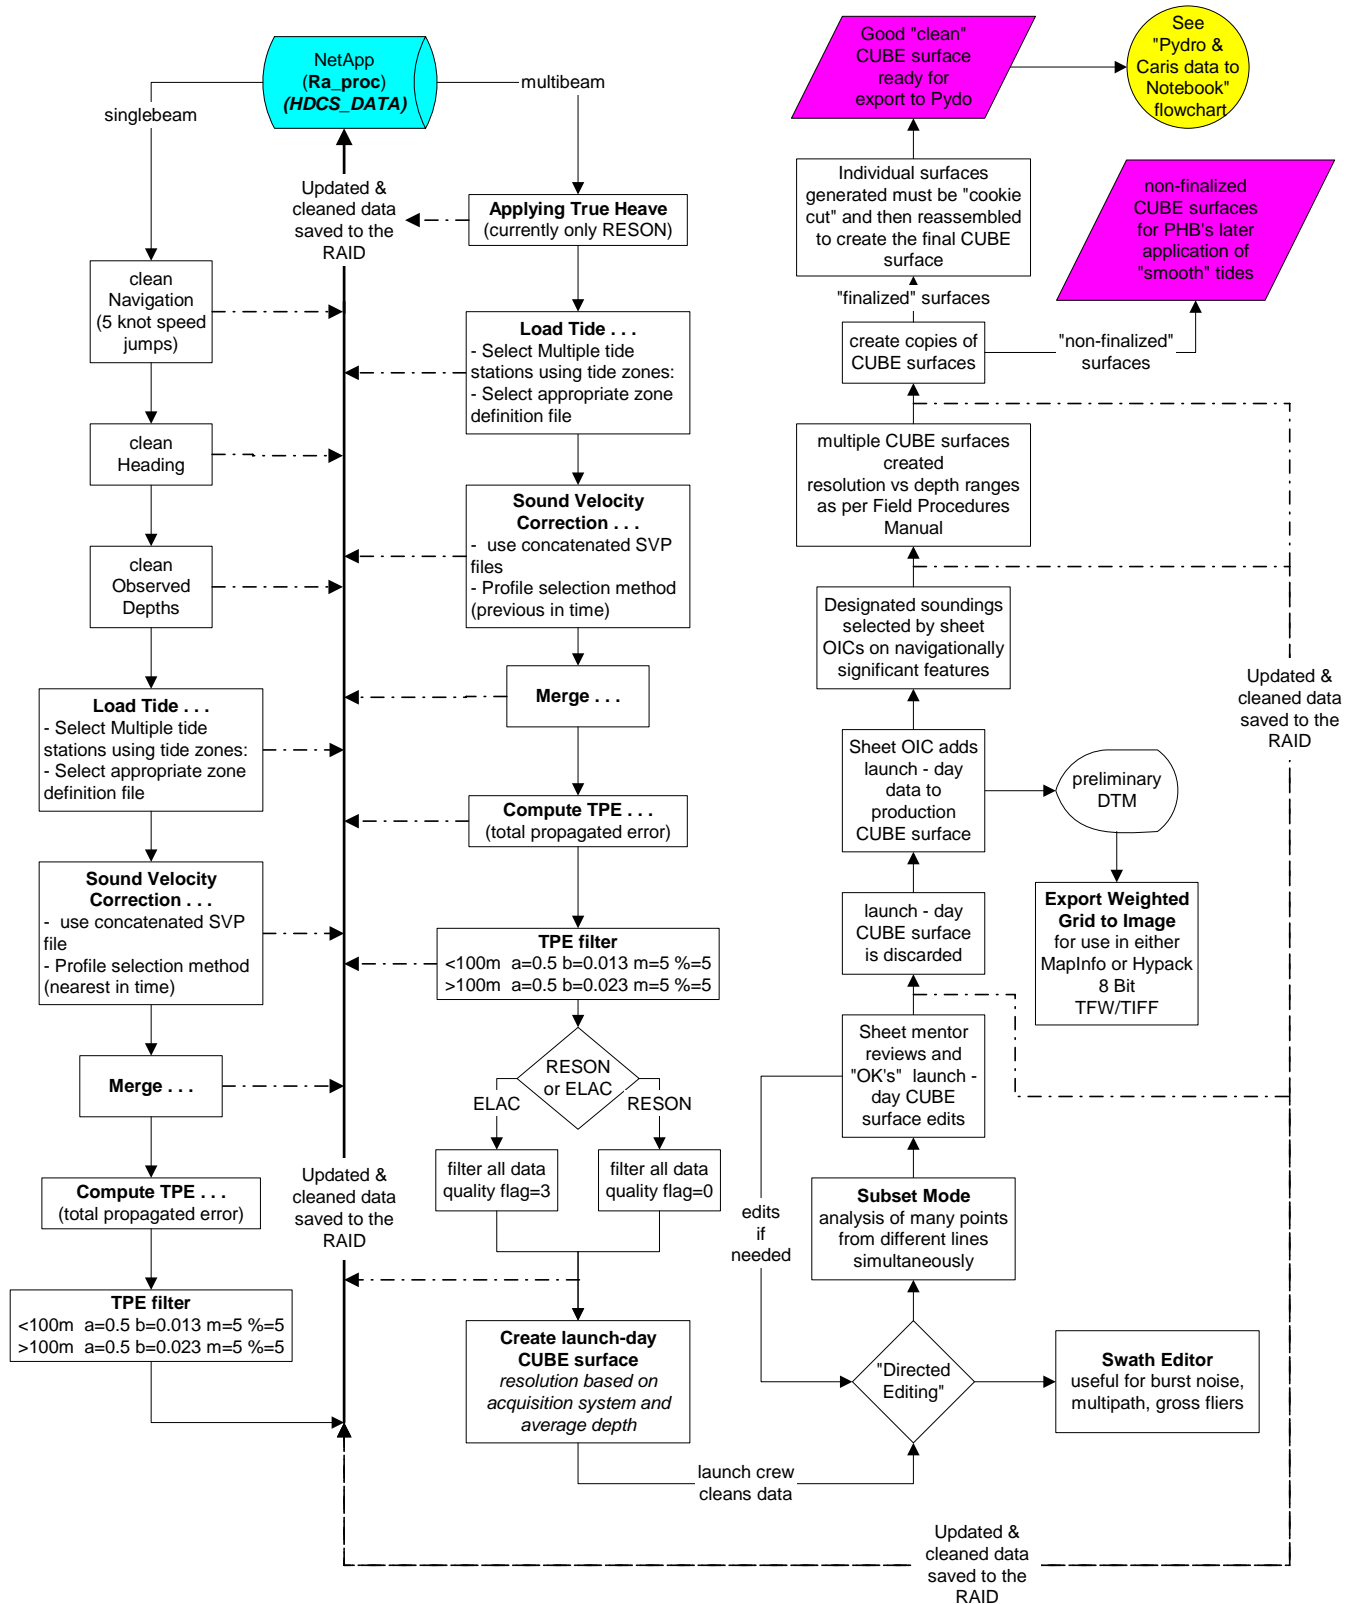 NetApp
(Ra_proc)
(HDCS_DATA)
singlebeam
multibeam
Updated &
cleaned data
saved to the
RAID
clean
Navigation
(5 knot speed
jumps)
clean
Heading
clean
Observed
Depths
Load Tide . . .
- Select Multiple tide
stations using tide zones:
- Select appropriate zone
definition file
Sound Velocity
Correction . . .
- use concatenated SVP
file
- Profile selection method
(nearest in time)
Merge . . .
Compute TPE . . .
(total propagated error)
TPE filter
<100m a=0.5 b=0.013 m=5 %=5
>100m a=0.5 b=0.023 m=5 %=5
Updated &
cleaned data
saved to the
RAID
Applying True Heave
(currently only RESON)
Load Tide . . .
- Select Multiple tide
stations using tide zones:
- Select appropriate zone
definition file
Sound Velocity
Correction . . .
- use concatenated SVP
files
- Profile selection method
(previous in time)
Merge . . .
Compute TPE . . .
(total propagated error)
TPE filter
<100m a=0.5 b=0.013 m=5 %=5
>100m a=0.5 b=0.023 m=5 %=5
RESON
or ELAC
ELAC
RESON
filter all data
quality flag=3
filter all data
quality flag=0
Create launch-day
CUBE surface
resolution based on
acquisition system and
average depth
launch crew
cleans data
"Directed
Editing"
Swath Editor
useful for burst noise,
multipath, gross fliers
Subset Mode
analysis of many points
from different lines
simultaneously
edits
if
needed
Sheet mentor
reviews and
"OK's" launch -
day CUBE
surface edits
launch - day
CUBE surface
is discarded
Sheet OIC adds
launch - day
data to
production
CUBE surface
preliminary
DTM
Export Weighted
Grid to Image
for use in either
MapInfo or Hypack
8 Bit
TFW/TIFF
Designated soundings
selected by sheet
OICs on navigationally
significant features
multiple CUBE surfaces
created
resolution vs depth ranges
as per Field Procedures
Manual
create copies of
CUBE surfaces
"finalized" surfaces
"non-finalized"
surfaces
non-finalized
CUBE surfaces
for PHB's later
application of
"smooth" tides
Individual surfaces
generated must be "cookie
cut" and then reassembled
to create the final CUBE
surface
Good "clean"
CUBE surface
ready for
export to Pydo
See
"Pydro &
Caris data to
Notebook"
flowchart
Updated &
cleaned data
saved to the
RAID
Updated &
cleaned data
saved to the
RAID